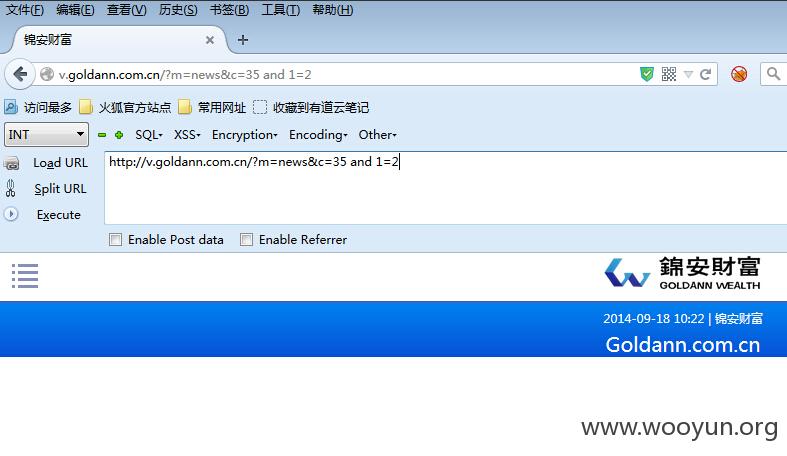 文件(F) 编辑(E) 查看(V) 历史(S) 书签(B) 工具(T) 帮助(H)
锦安财富
v.goldann.com.cn/?m=news&c=35 and 1=2
访问最多 火狐官方站点 常用网址 收藏到有道云笔记
INT SQL XSS Encryption Encoding Other
Load URL http://v.goldann.com.cn/?m=news&c=35 and 1=2
Split URL
Execute
Enable Post data Enable Referrer
錦安財富
GOLDANN WEALTH
2014-09-18 10:22 | 锦安财富
Goldann.com.cn
www.wooyun.org